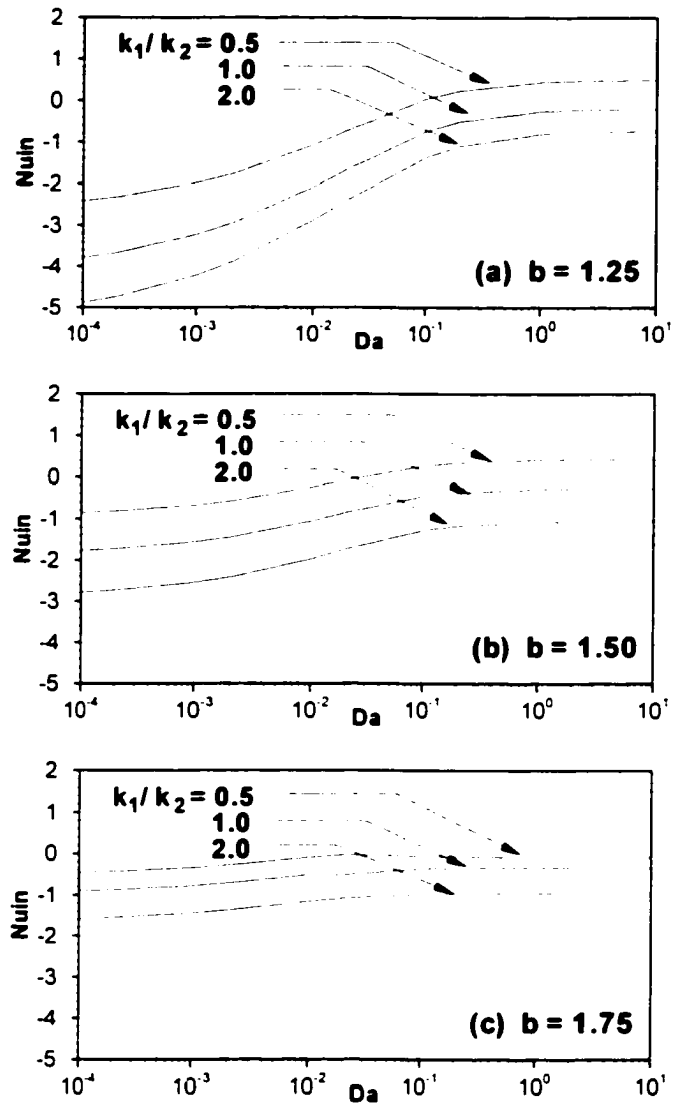 2
k₁/ k₂ = 0.5
1
1.0
0
2.0
-1
Nuin
-2
-3
-4
(a) b = 1.25
-5
10⁻⁴ 10⁻³ 10⁻² 10⁻¹ 10⁰ 10¹
Da
2
k₁/ k₂ = 0.5
1
1.0
2.0
0
-1
Nuin
-2
-3
-4
(b) b = 1.50
-5
10⁻⁴ 10⁻³ 10⁻² 10⁻¹ 10⁰ 10¹
Da
2
k₁/ k₂ = 0.5
1
1.0
2.0
0
-1
Nuin
-2
-3
-4
(c) b = 1.75
-5
10⁻⁴ 10⁻³ 10⁻² 10⁻¹ 10⁰ 10¹
Da